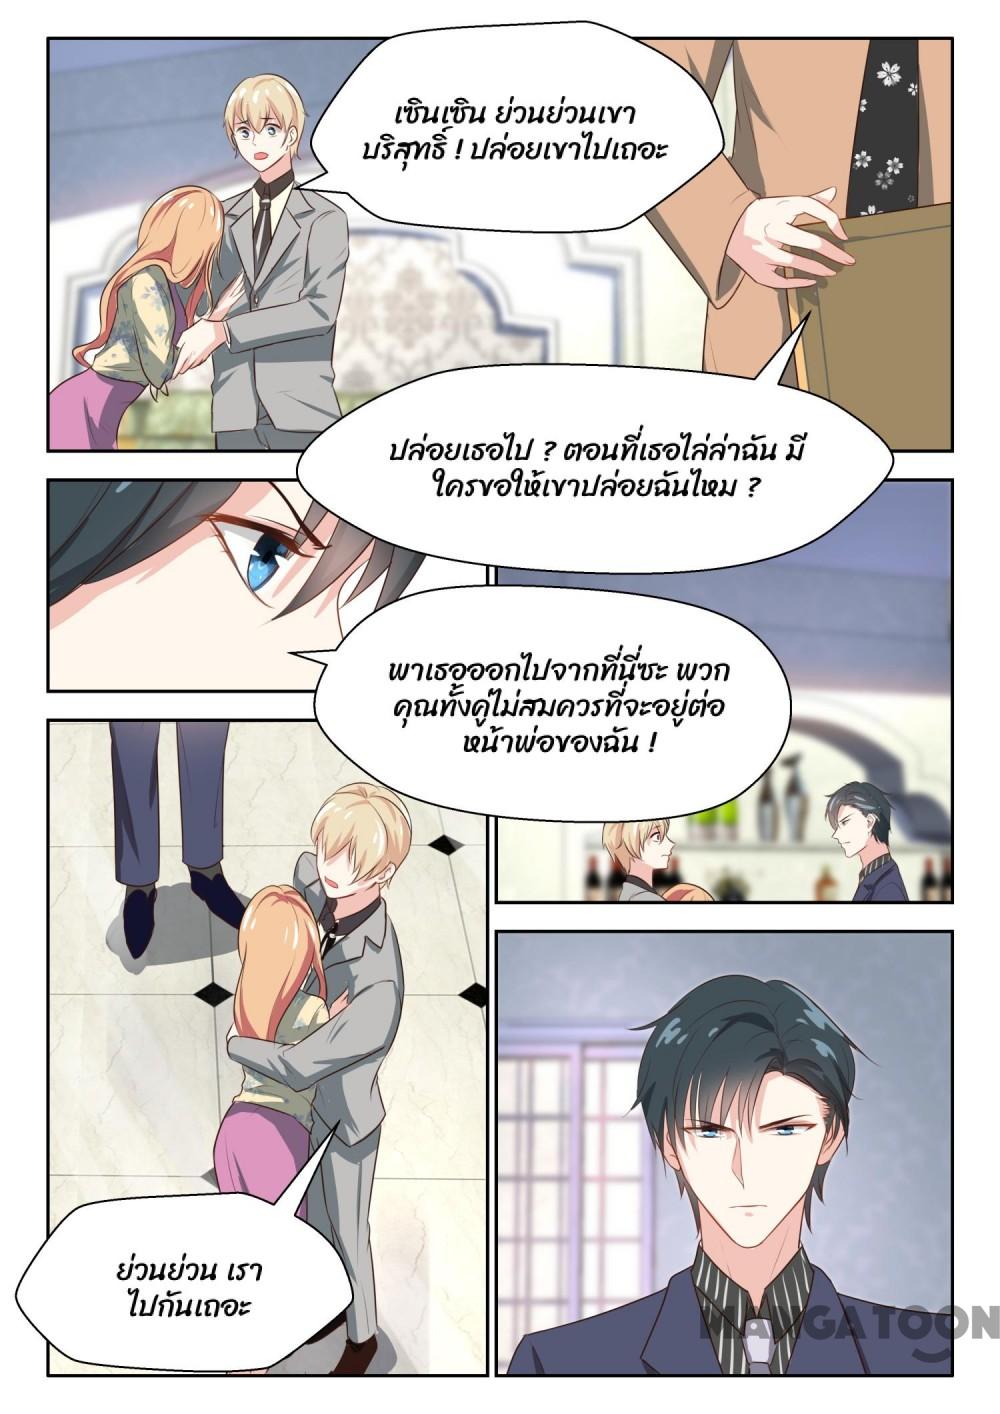 เซินเซิน ย่วนย่วนเขา
บริสุทธิ์ ! ปล่อยเขาไปเถอะ
ปล่อยเธอไป ? ตอนที่เธอไล่ล่าฉัน มี
ใครขอให้เขาปล่อยฉันไหม ?
พาเธอออกไปจากที่นี่ซะ พวก
คุณทั้งคู่ไม่สมควรที่จะอยู่ต่อ
หน้าพ่อของฉัน !
ย่วนย่วน เรา
ไปกันเถอะ
MANGATOON
MANGATOON